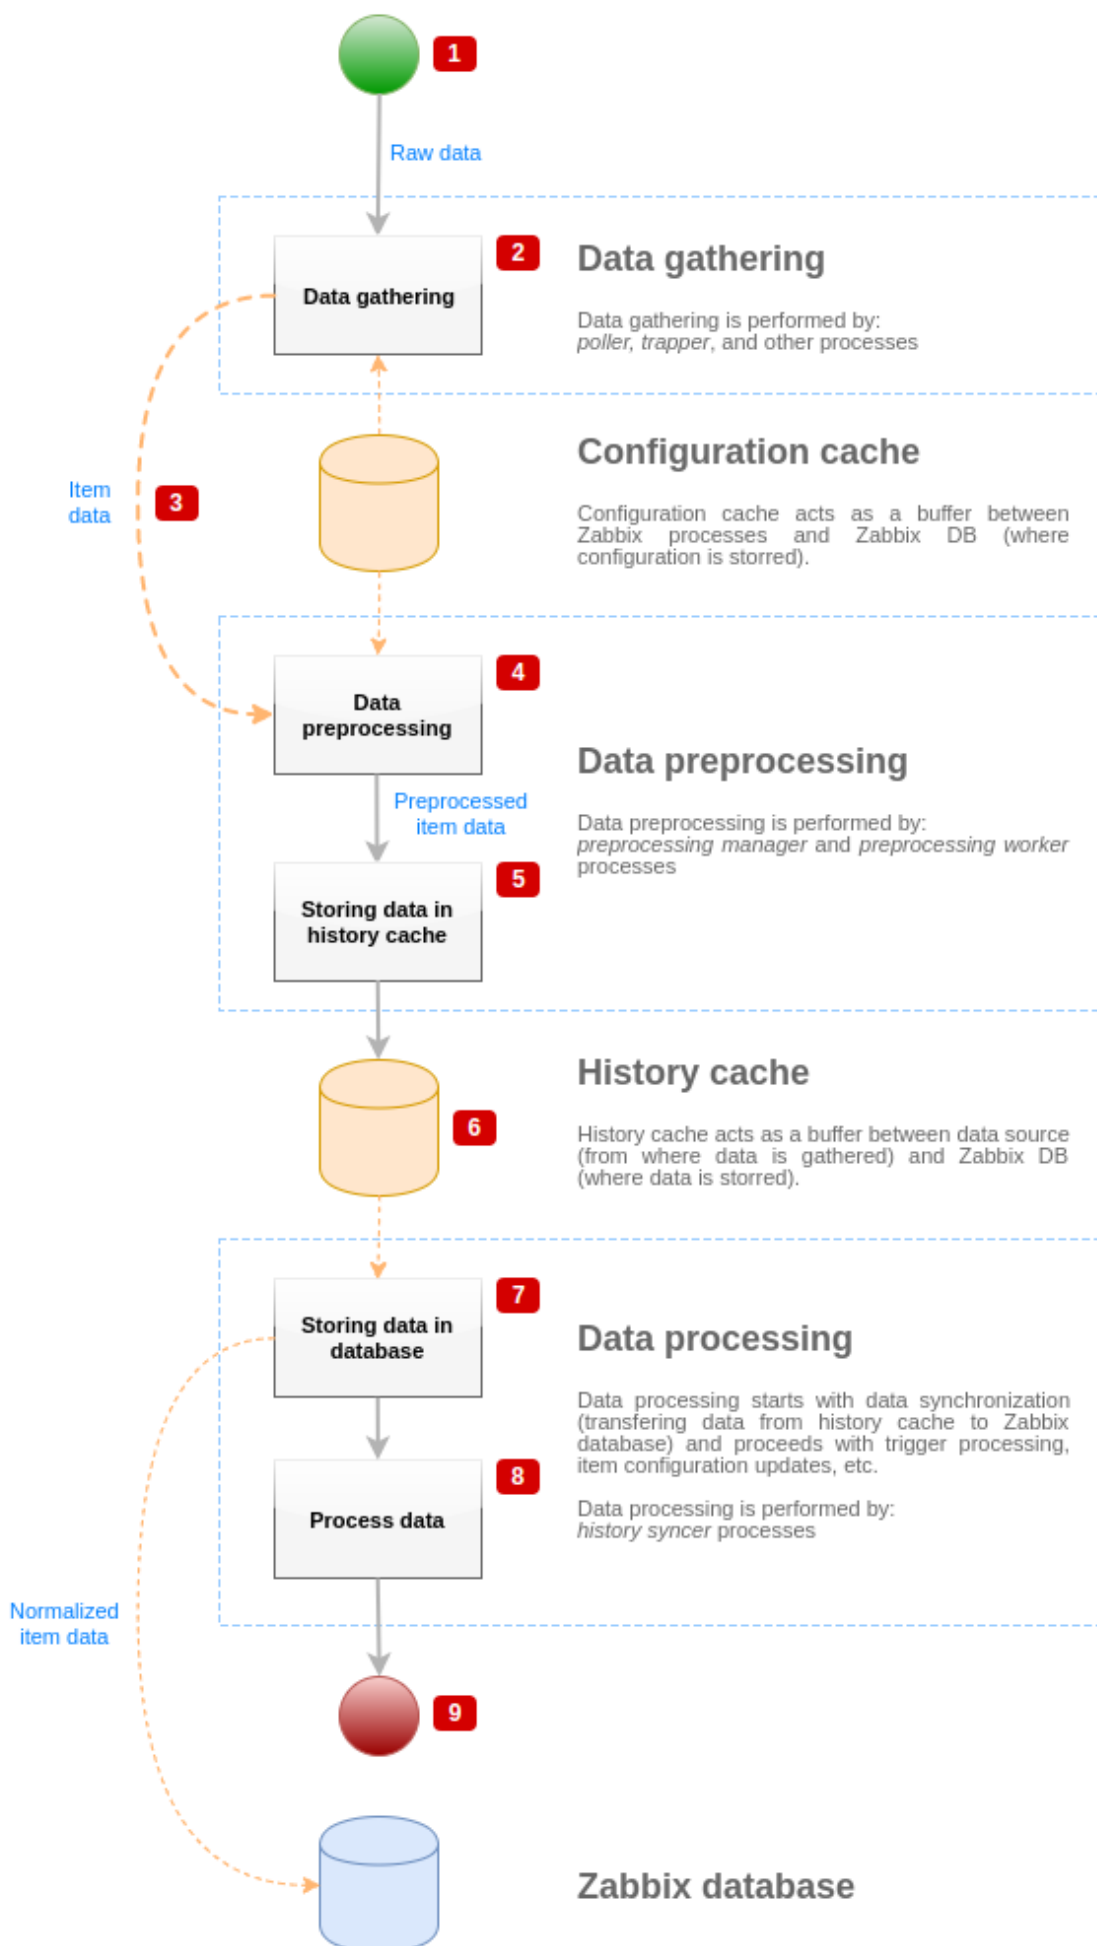 1
Raw data
2
Data gathering
Data gathering
Data gathering is performed by:
poller, trapper, and other processes
Configuration cache
Item
data
3
Configuration cache acts as a buffer between
Zabbix processes and Zabbix DB (where
configuration is storred).
4
Data
preprocessing
Data preprocessing
Preprocessed
item data
Data preprocessing is performed by:
preprocessing manager and preprocessing worker
processes
5
Storing data in
history cache
History cache
6
History cache acts as a buffer between data source
(from where data is gathered) and Zabbix DB
(where data is storred).
7
Storing data in
database
Data processing
Data processing starts with data synchronization
(transfering data from history cache to Zabbix
database) and proceeds with trigger processing,
item configuration updates, etc.
8
Process data
Data processing is performed by:
history syncer processes
Normalized
item data
9
Zabbix database